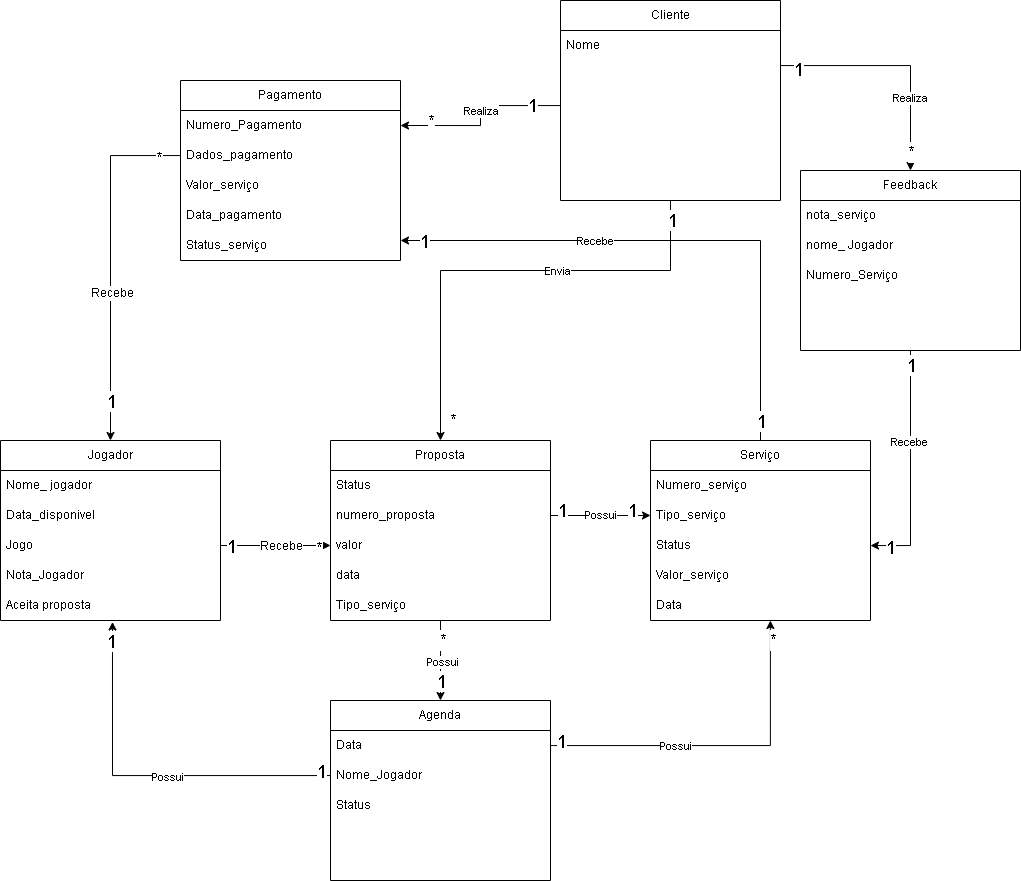 Cliente
Nome
1
Realiza
*
1
Realiza
*
Pagamento
Numero_Pagamento
Dados_pagamento
Valor_serviço
Data_pagamento
Status_serviço
*
Recebe
1
Feedback
nota_serviço
nome_ Jogador
Numero_Serviço
1
Recebe
1
1
Envia
*
1
Recebe
1
Jogador
Nome_ jogador
Data_disponivel
Jogo
Nota_Jogador
Aceita proposta
1
Recebe
*
Proposta
Status
numero_proposta
valor
data
Tipo_serviço
1
Possui
1
Serviço
Numero_serviço
Tipo_serviço
Status
Valor_serviço
Data
*
Possui
1
1
Possui
1
Agenda
Data
Nome_Jogador
Status
1
Possui
*